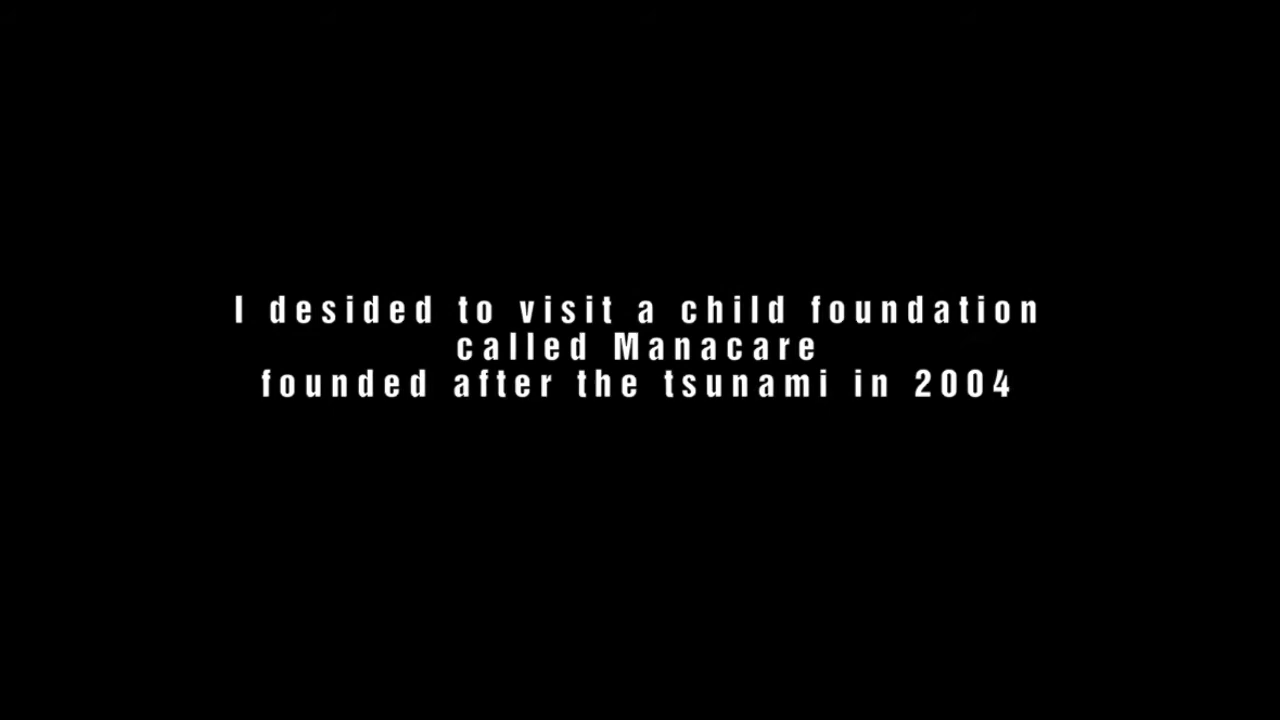 I desided to visit a child foundation
called Manacare
founded after the tsunami in 2004